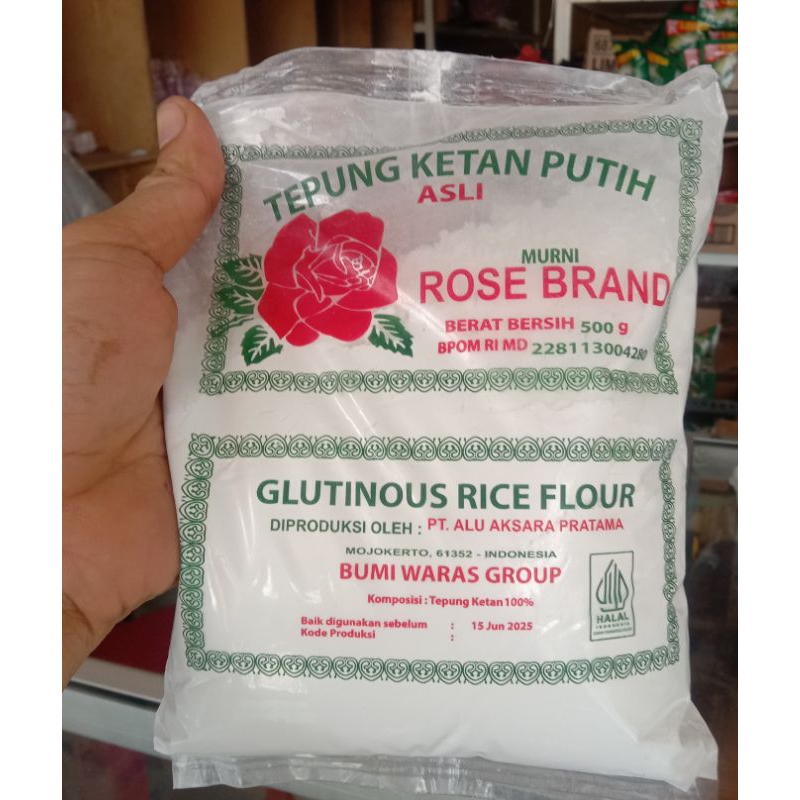 TEPUNG KETAN PUTIH
ASLI
MURNI
ROSE BRAND
BERAT BERSIH 500 g
BPOM RI MD 228113004280
GLUTINOUS RICE FLOUR
DIPRODUKSI OLEH : PT. ALU AKSARA PRATAMA
MOJOKERTO, 61352 - INDONESIA
BUMI WARAS GROUP
Komposisi : Tepung Ketan 100%
Baik digunakan sebelum : 15 Jun 2025
Kode Produksi :
HALAL
INDONESIA